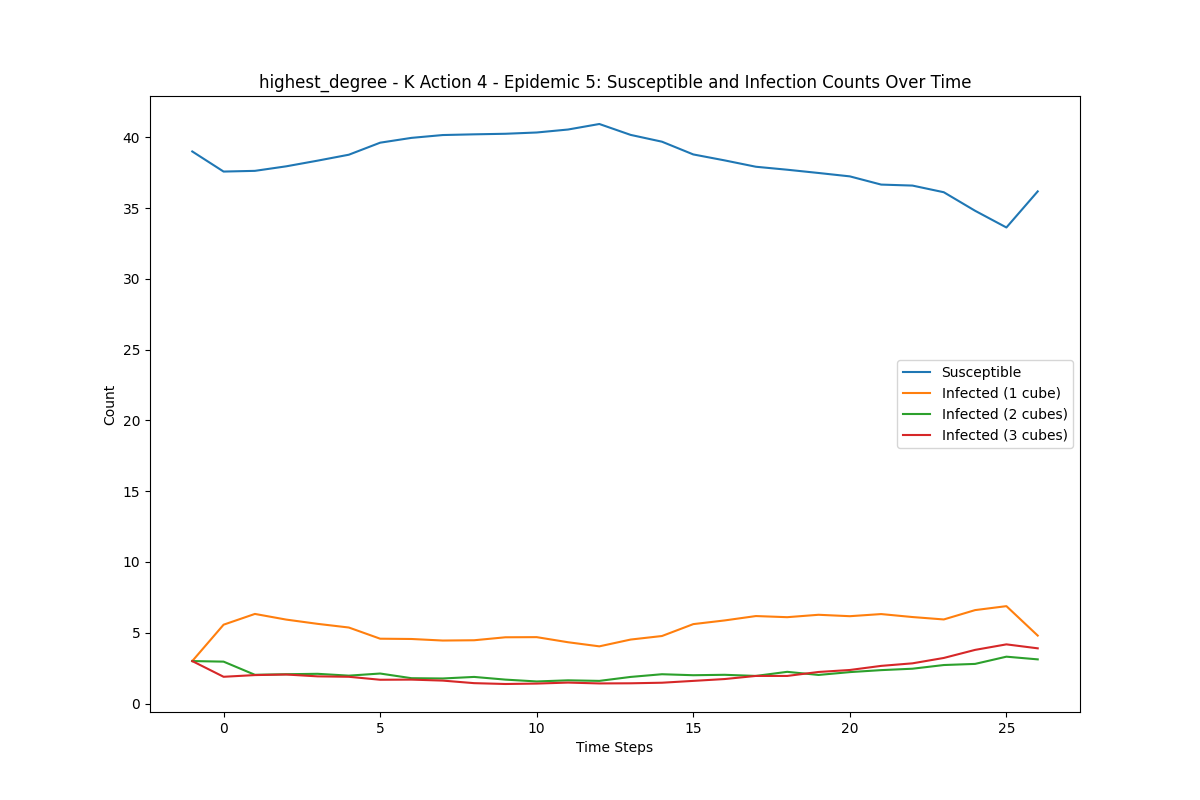 highest_degree - K Action 4 - Epidemic 5: Susceptible and Infection Counts Over Time
Count
40
35
30
25
20
15
10
5
0
Susceptible
Infected (1 cube)
Infected (2 cubes)
Infected (3 cubes)
0 5 10 15 20 25
Time Steps